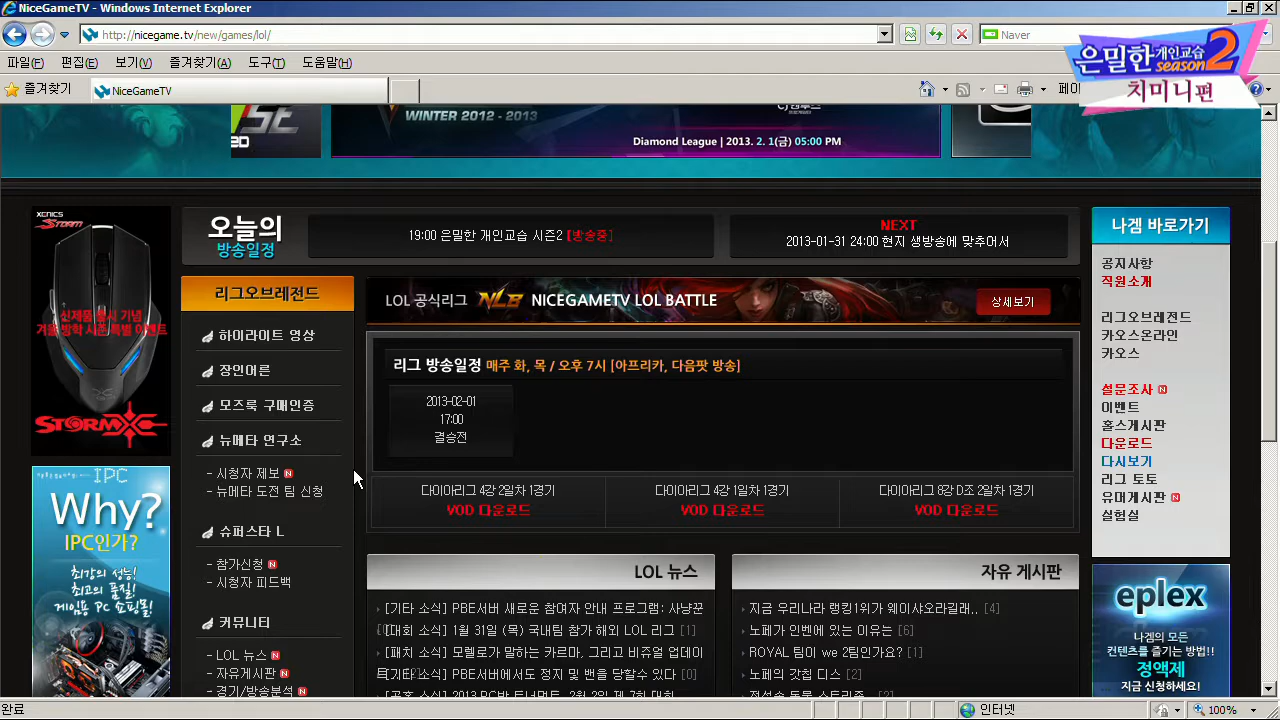 NiceGameTV - Windows Internet Explorer
http://nicegame.tv/new/games/lol/
Naver
파일(F) 편집(E) 보기(V) 즐겨찾기(A) 도구(T) 도움말(H)
즐겨찾기
NiceGameTV
은밀한 개인교습 season 2
치미니편
WINTER 2012 - 2013
Diamond League | 2013. 2. 1(금) 05:00 PM
XENICS
STORM
신제품 출시 기념
겨울 방학 시즌 특별 이벤트
STORMX
오늘의
방송일정
19:00 은밀한 개인교습 시즌2 [방송중]
NEXT
2013-01-31 24:00 현지 생방송에 맞추어서
나겜 바로가기
공지사항
직원소개
리그오브레전드
카오스온라인
카오스
설문조사 N
이벤트
홀스게시판
다운로드
다시보기
리그 토토
유머게시판 N
실험실
리그오브레전드
하이라이트 영상
장인어른
모즈룩 구매인증
뉴메타 연구소
- 시청자 제보 N
- 뉴메타 도전 팀 신청
슈퍼스타 L
- 참가신청 N
- 시청자 피드백
커뮤니티
- LOL 뉴스 N
- 자유게시판 N
- 경기/방송분석 N
LOL 공식리그 NLB NICEGAMETV LOL BATTLE
상세보기
리그 방송일정 매주 화, 목 / 오후 7시 [아프리카, 다음팟 방송]
2013-02-01
17:00
결승전
다이아리그 4강 2일차 1경기
VOD 다운로드
다이아리그 4강 1일차 1경기
VOD 다운로드
다이아리그 8강 D조 2일차 1경기
VOD 다운로드
LOL 뉴스
[기타 소식] PBE서버 새로운 참여자 안내 프로그램: 사냥꾼
[대회 소식] 1월 31일 (목) 국내팀 참가 해외 LOL 리그 [1]
[패치 소식] 모렐로가 말하는 카르마, 그리고 비쥬얼 업데이
PBE서버에서도 정지 및 밴을 당할수 있다 [0]
자유 게시판
지금 우리나라 랭킹1위가 웨이샤오라길래.. [4]
노페가 인벤에 있는 이유는 [6]
ROYAL 팀이 we 2팀인가요? [1]
노페의 갓칩 디스 [2]
IPC
Why?
IPC인가?
최강의 성능!
최고의 품질!
게임용 PC 쇼핑몰!
eplex
나겜의 모든
컨텐츠를 즐기는 방법!!
정액제
지금 신청하세요!
완료
인터넷
100%